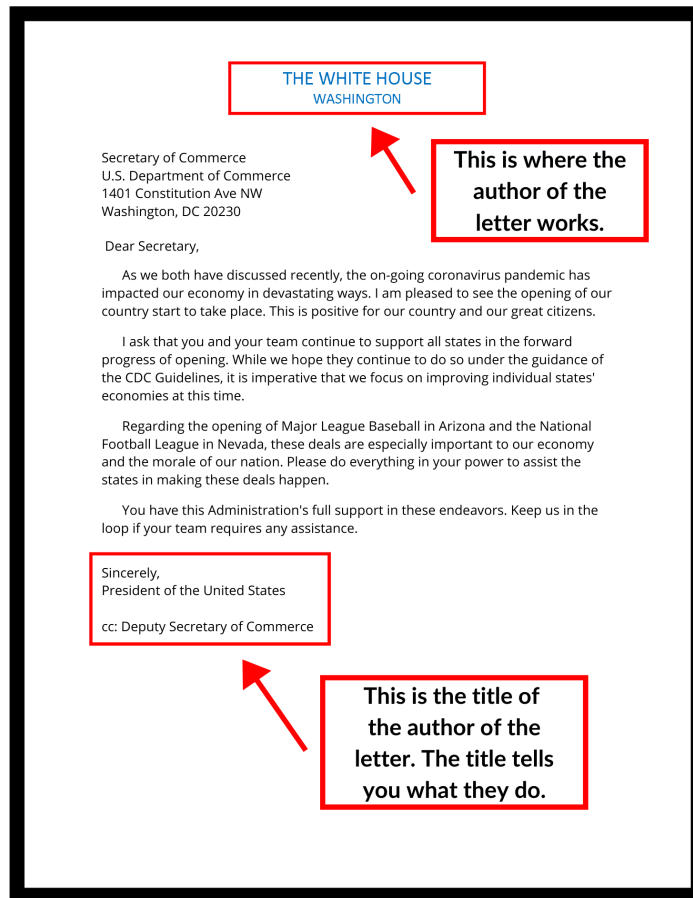 THE WHITE HOUSE
WASHINGTON
This is where the
author of the
letter works.
Secretary of Commerce
U.S. Department of Commerce
1401 Constitution Ave NW
Washington, DC 20230
Dear Secretary,
As we both have discussed recently, the on-going coronavirus pandemic has
impacted our economy in devastating ways. I am pleased to see the opening of our
country start to take place. This is positive for our country and our great citizens.
I ask that you and your team continue to support all states in the forward
progress of opening. While we hope they continue to do so under the guidance of
the CDC Guidelines, it is imperative that we focus on improving individual states'
economies at this time.
Regarding the opening of Major League Baseball in Arizona and the National
Football League in Nevada, these deals are especially important to our economy
and the morale of our nation. Please do everything in your power to assist the
states in making these deals happen.
You have this Administration's full support in these endeavors. Keep us in the
loop if your team requires any assistance.
Sincerely,
President of the United States
cc: Deputy Secretary of Commerce
This is the title of
the author of the
letter. The title tells
you what they do.